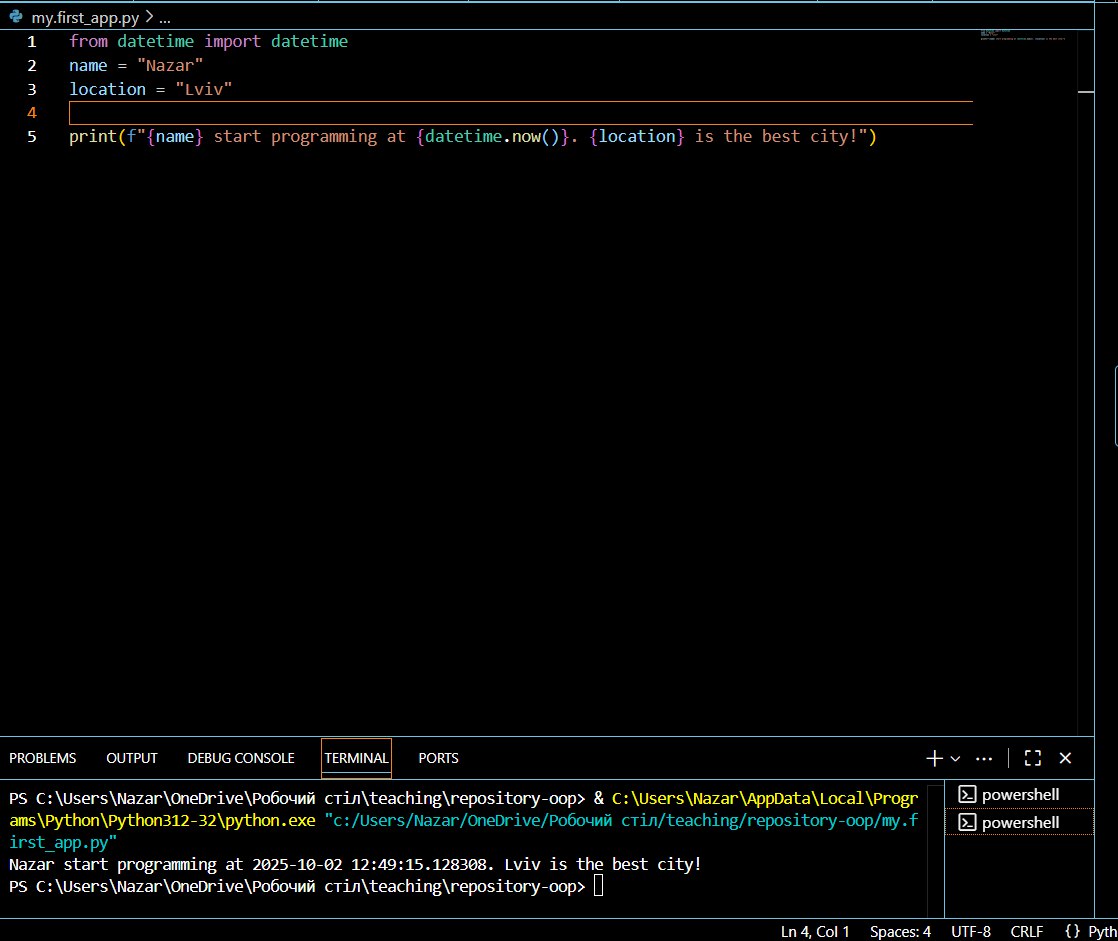 my.first_app.py > ...
1 from datetime import datetime
2 name = "Nazar"
3 location = "Lviv"
4
5 print(f"{name} start programming at {datetime.now()}. {location} is the best city!")
PROBLEMS OUTPUT DEBUG CONSOLE TERMINAL PORTS
PS C:\Users\Nazar\OneDrive\Робочий стіл\teaching\repository-oop> & C:\Users\Nazar\AppData\Local\Progr
ams\Python\Python312-32\python.exe "c:/Users/Nazar/OneDrive/Робочий стіл/teaching/repository-oop/my.f
irst_app.py"
Nazar start programming at 2025-10-02 12:49:15.128308. Lviv is the best city!
PS C:\Users\Nazar\OneDrive\Робочий стіл\teaching\repository-oop>
powershell
powershell
Ln 4, Col 1 Spaces: 4 UTF-8 CRLF {} Pyth